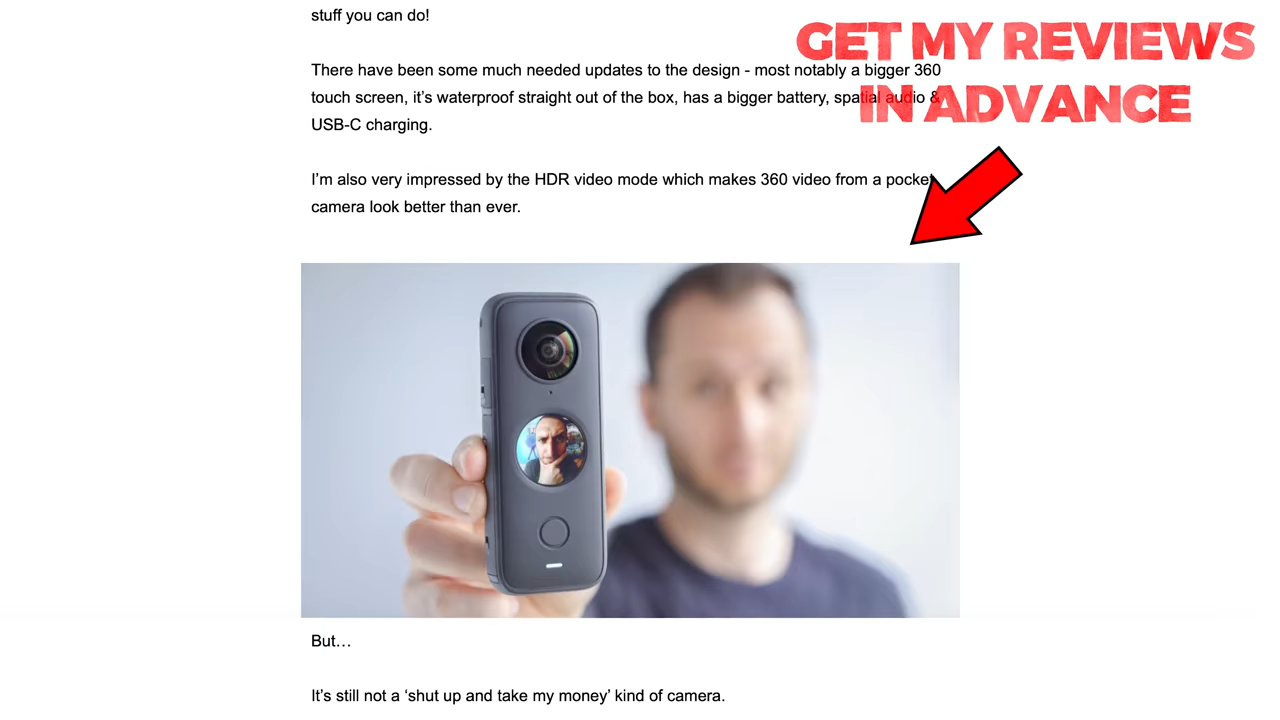 stuff you can do!
GET MY REVIEWS
IN ADVANCE
There have been some much needed updates to the design - most notably a bigger 360
touch screen, it’s waterproof straight out of the box, has a bigger battery, spatial audio &
USB-C charging.
I’m also very impressed by the HDR video mode which makes 360 video from a pocket
camera look better than ever.
But…
It’s still not a ‘shut up and take my money’ kind of camera.